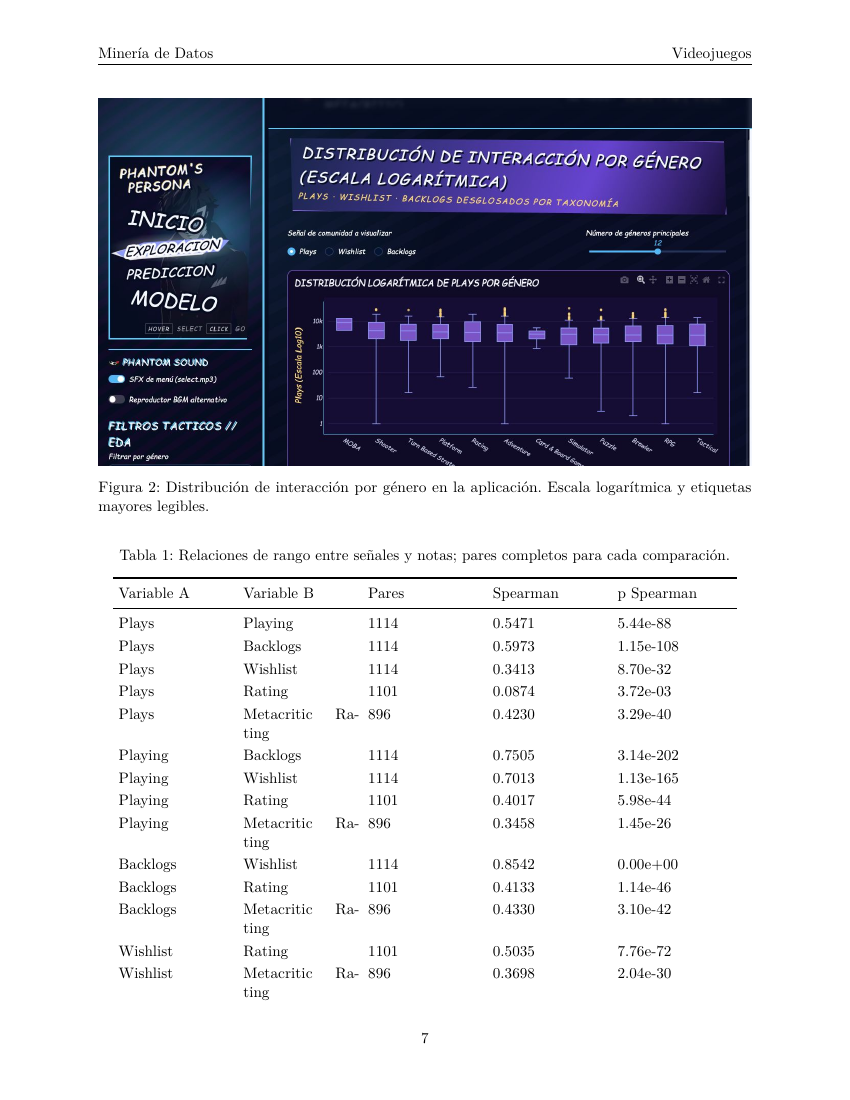 Minería de Datos Videojuegos
PHANTOM'S
PERSONA
INICIO
EXPLORACION
PREDICCION
MODELO
HOVER SELECT CLICK GO
PHANTOM SOUND
SFX de menú (select.mp3)
Reproductor BGM alternativo
FILTROS TACTICOS //
EDA
Filtrar por género
DISTRIBUCIÓN DE INTERACCIÓN POR GÉNERO
(ESCALA LOGARÍTMICA)
PLAYS · WISHLIST · BACKLOGS DESGLOSADOS POR TAXONOMÍA
Señal de comunidad a visualizar
Plays Wishlist Backlogs
Número de géneros principales
12
DISTRIBUCIÓN LOGARÍTMICA DE PLAYS POR GÉNERO
Plays (Escala Log10)
10k
1k
100
10
1
MOBA Shooter Turn Based Strate Platform Racing Adventure Card & Board Game Simulator Puzzle Brawler RPG Tactical
Figura 2: Distribución de interacción por género en la aplicación. Escala logarítmica y etiquetas
mayores legibles.
Tabla 1: Relaciones de rango entre señales y notas; pares completos para cada comparación.
Variable A Variable B Pares Spearman p Spearman
Plays Playing 1114 0.5471 5.44e-88
Plays Backlogs 1114 0.5973 1.15e-108
Plays Wishlist 1114 0.3413 8.70e-32
Plays Rating 1101 0.0874 3.72e-03
Plays Metacritic Ra- 896 0.4230 3.29e-40
ting
Playing Backlogs 1114 0.7505 3.14e-202
Playing Wishlist 1114 0.7013 1.13e-165
Playing Rating 1101 0.4017 5.98e-44
Playing Metacritic Ra- 896 0.3458 1.45e-26
ting
Backlogs Wishlist 1114 0.8542 0.00e+00
Backlogs Rating 1101 0.4133 1.14e-46
Backlogs Metacritic Ra- 896 0.4330 3.10e-42
ting
Wishlist Rating 1101 0.5035 7.76e-72
Wishlist Metacritic Ra- 896 0.3698 2.04e-30
ting
7